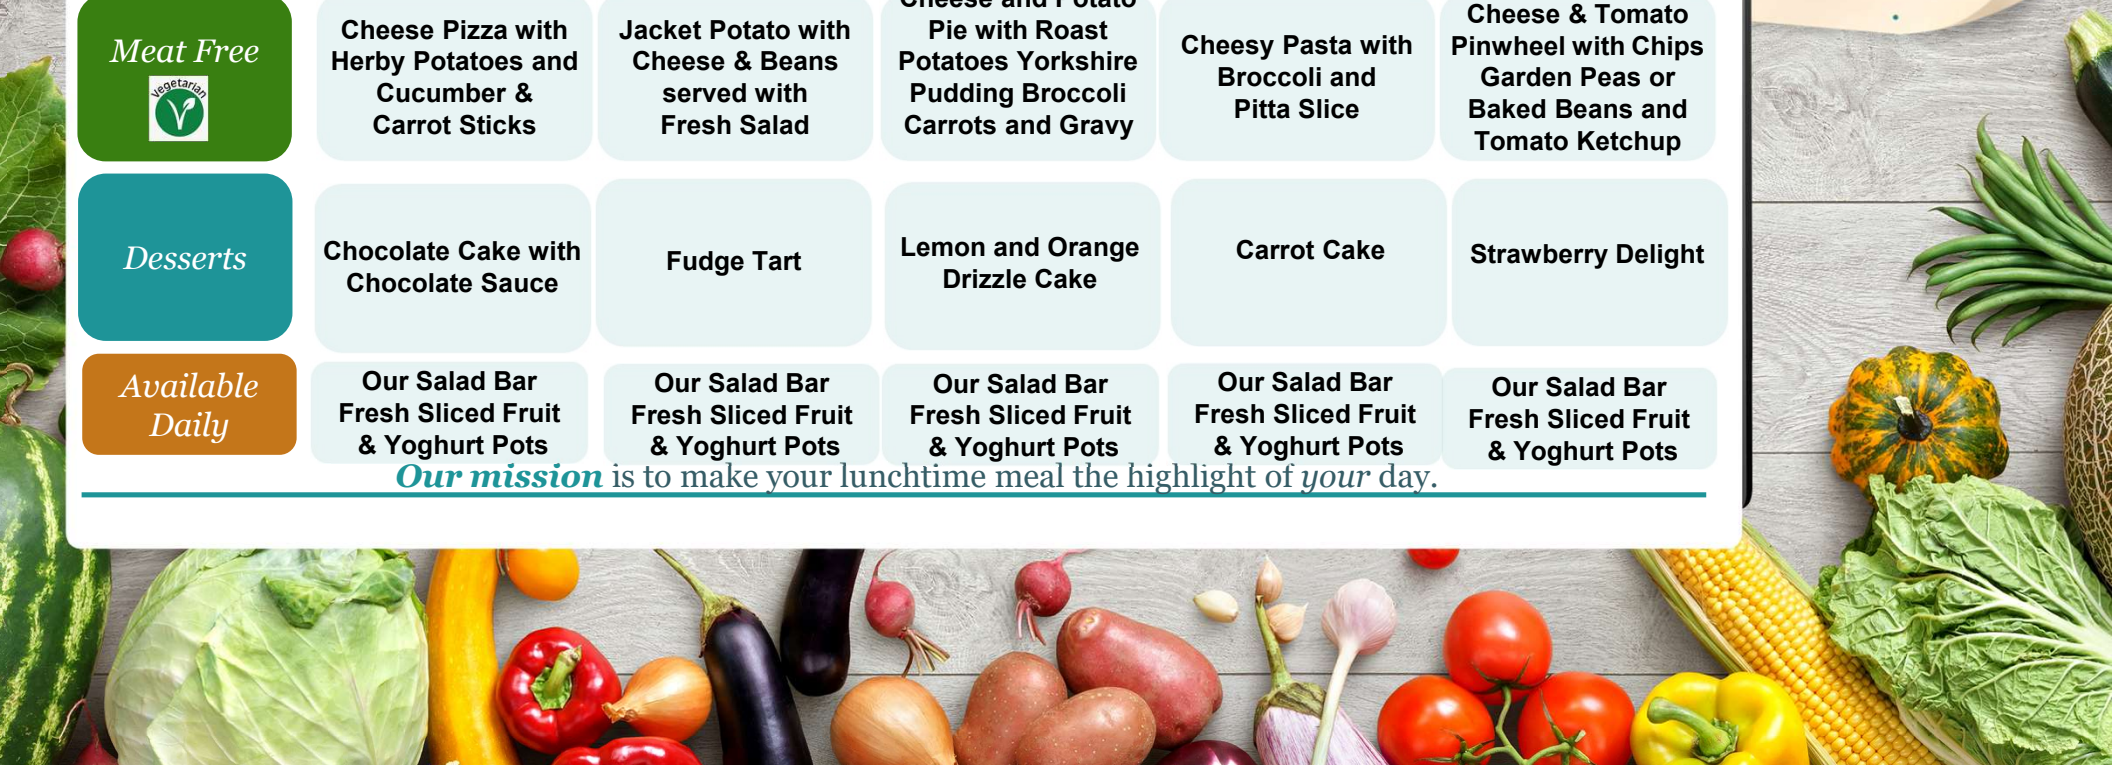 Meat Free
Vegetarian
V
Cheese Pizza with
Herby Potatoes and
Cucumber &
Carrot Sticks
Jacket Potato with
Cheese & Beans
served with
Fresh Salad
Cheese and Potato
Pie with Roast
Potatoes Yorkshire
Pudding Broccoli
Carrots and Gravy
Cheesy Pasta with
Broccoli and
Pitta Slice
Cheese & Tomato
Pinwheel with Chips
Garden Peas or
Baked Beans and
Tomato Ketchup
Desserts
Chocolate Cake with
Chocolate Sauce
Fudge Tart
Lemon and Orange
Drizzle Cake
Carrot Cake
Strawberry Delight
Available
Daily
Our Salad Bar
Fresh Sliced Fruit
& Yoghurt Pots
Our Salad Bar
Fresh Sliced Fruit
& Yoghurt Pots
Our Salad Bar
Fresh Sliced Fruit
& Yoghurt Pots
Our Salad Bar
Fresh Sliced Fruit
& Yoghurt Pots
Our Salad Bar
Fresh Sliced Fruit
& Yoghurt Pots
Our mission is to make your lunchtime meal the highlight of your day.